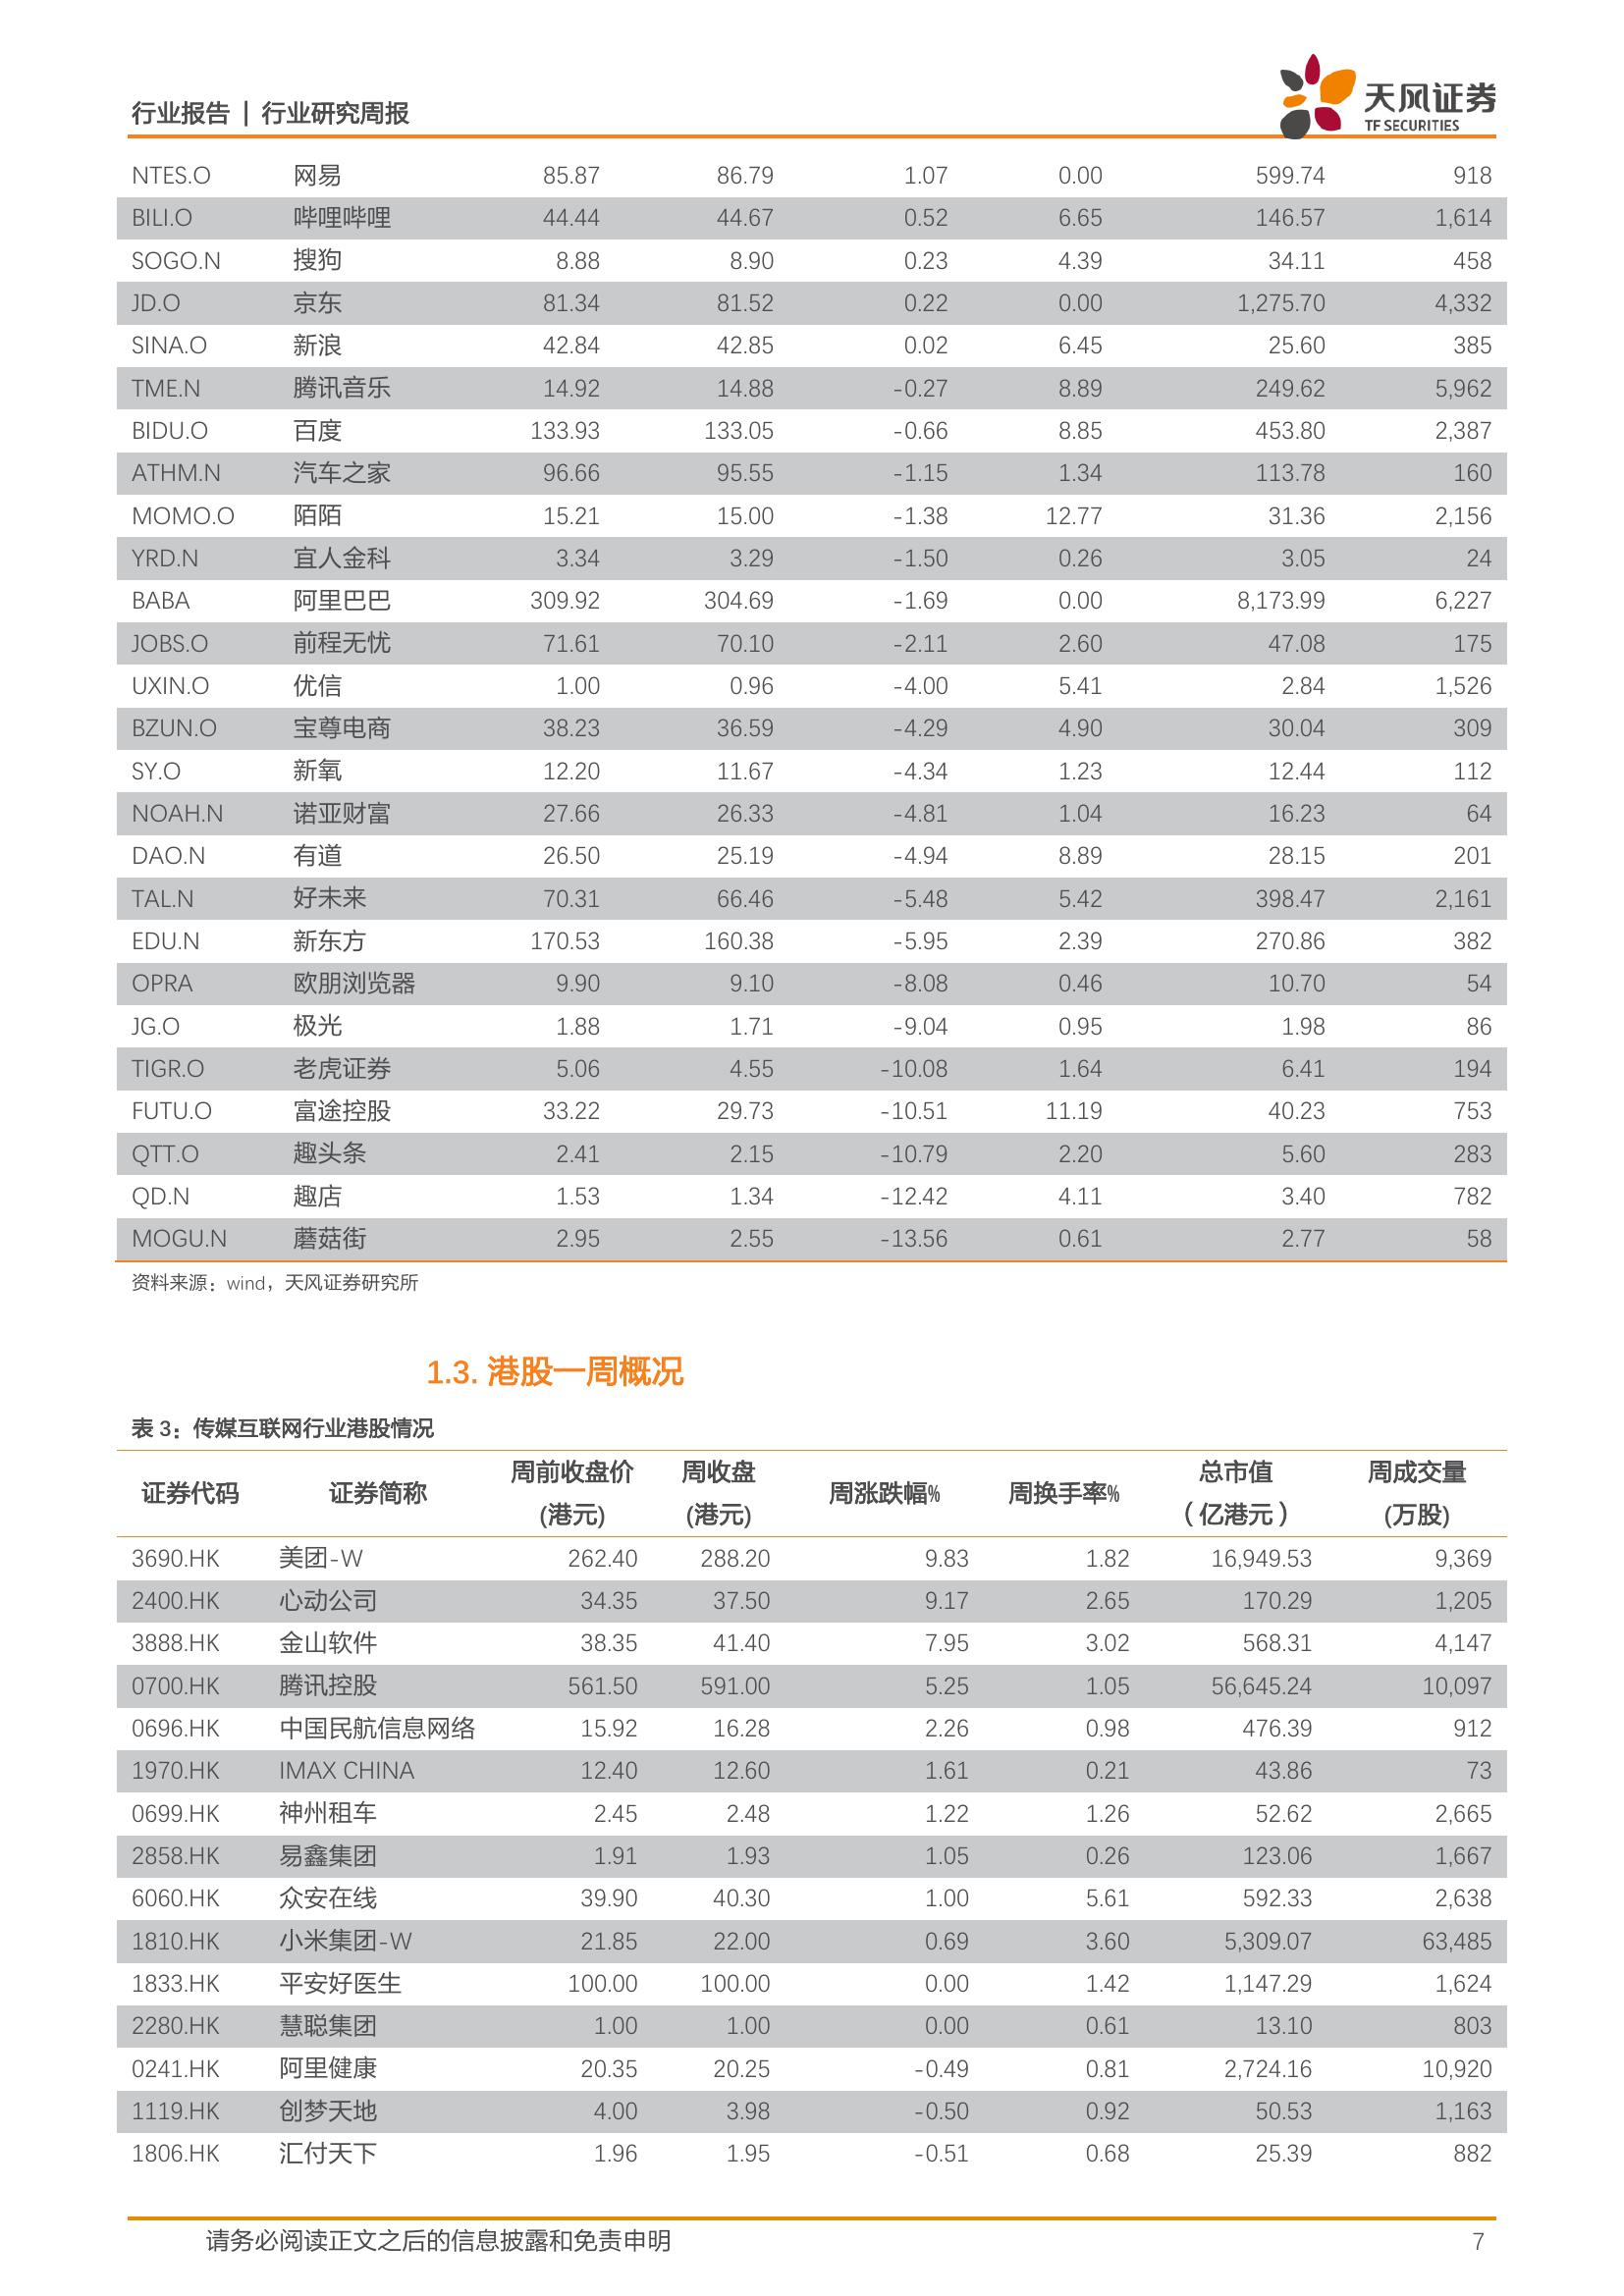 行业报告 | 行业研究周报
天风证券
TF SECURITIES
NTES.O 网易 85.87 86.79 1.07 0.00 599.74 918
BILI.O 哔哩哔哩 44.44 44.67 0.52 6.65 146.57 1,614
SOGO.N 搜狗 8.88 8.90 0.23 4.39 34.11 458
JD.O 京东 81.34 81.52 0.22 0.00 1,275.70 4,332
SINA.O 新浪 42.84 42.85 0.02 6.45 25.60 385
TME.N 腾讯音乐 14.92 14.88 -0.27 8.89 249.62 5,962
BIDU.O 百度 133.93 133.05 -0.66 8.85 453.80 2,387
ATHM.N 汽车之家 96.66 95.55 -1.15 1.34 113.78 160
MOMO.O 陌陌 15.21 15.00 -1.38 12.77 31.36 2,156
YRD.N 宜人金科 3.34 3.29 -1.50 0.26 3.05 24
BABA 阿里巴巴 309.92 304.69 -1.69 0.00 8,173.99 6,227
JOBS.O 前程无忧 71.61 70.10 -2.11 2.60 47.08 175
UXIN.O 优信 1.00 0.96 -4.00 5.41 2.84 1,526
BZUN.O 宝尊电商 38.23 36.59 -4.29 4.90 30.04 309
SY.O 新氧 12.20 11.67 -4.34 1.23 12.44 112
NOAH.N 诺亚财富 27.66 26.33 -4.81 1.04 16.23 64
DAO.N 有道 26.50 25.19 -4.94 8.89 28.15 201
TAL.N 好未来 70.31 66.46 -5.48 5.42 398.47 2,161
EDU.N 新东方 170.53 160.38 -5.95 2.39 270.86 382
OPRA 欧朋浏览器 9.90 9.10 -8.08 0.46 10.70 54
JG.O 极光 1.88 1.71 -9.04 0.95 1.98 86
TIGR.O 老虎证券 5.06 4.55 -10.08 1.64 6.41 194
FUTU.O 富途控股 33.22 29.73 -10.51 11.19 40.23 753
QTT.O 趣头条 2.41 2.15 -10.79 2.20 5.60 283
QD.N 趣店 1.53 1.34 -12.42 4.11 3.40 782
MOGU.N 蘑菇街 2.95 2.55 -13.56 0.61 2.77 58
资料来源：wind，天风证券研究所
1.3. 港股一周概况
表 3：传媒互联网行业港股情况
证券代码 证券简称 周前收盘价 周收盘 周涨跌幅% 周换手率% 总市值 周成交量
(港元) (港元) （亿港元） (万股)
3690.HK 美团-W 262.40 288.20 9.83 1.82 16,949.53 9,369
2400.HK 心动公司 34.35 37.50 9.17 2.65 170.29 1,205
3888.HK 金山软件 38.35 41.40 7.95 3.02 568.31 4,147
0700.HK 腾讯控股 561.50 591.00 5.25 1.05 56,645.24 10,097
0696.HK 中国民航信息网络 15.92 16.28 2.26 0.98 476.39 912
1970.HK IMAX CHINA 12.40 12.60 1.61 0.21 43.86 73
0699.HK 神州租车 2.45 2.48 1.22 1.26 52.62 2,665
2858.HK 易鑫集团 1.91 1.93 1.05 0.26 123.06 1,667
6060.HK 众安在线 39.90 40.30 1.00 5.61 592.33 2,638
1810.HK 小米集团-W 21.85 22.00 0.69 3.60 5,309.07 63,485
1833.HK 平安好医生 100.00 100.00 0.00 1.42 1,147.29 1,624
2280.HK 慧聪集团 1.00 1.00 0.00 0.61 13.10 803
0241.HK 阿里健康 20.35 20.25 -0.49 0.81 2,724.16 10,920
1119.HK 创梦天地 4.00 3.98 -0.50 0.92 50.53 1,163
1806.HK 汇付天下 1.96 1.95 -0.51 0.68 25.39 882
请务必阅读正文之后的信息披露和免责申明 7